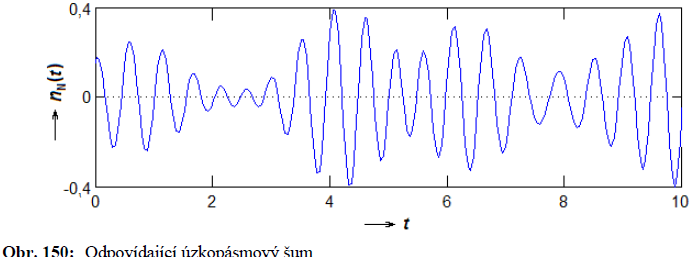 0,4
0
-0,4
n_N(t)
0 2 4 6 8 10
t
Obr. 150: Odpovídající úzkopásmový šum